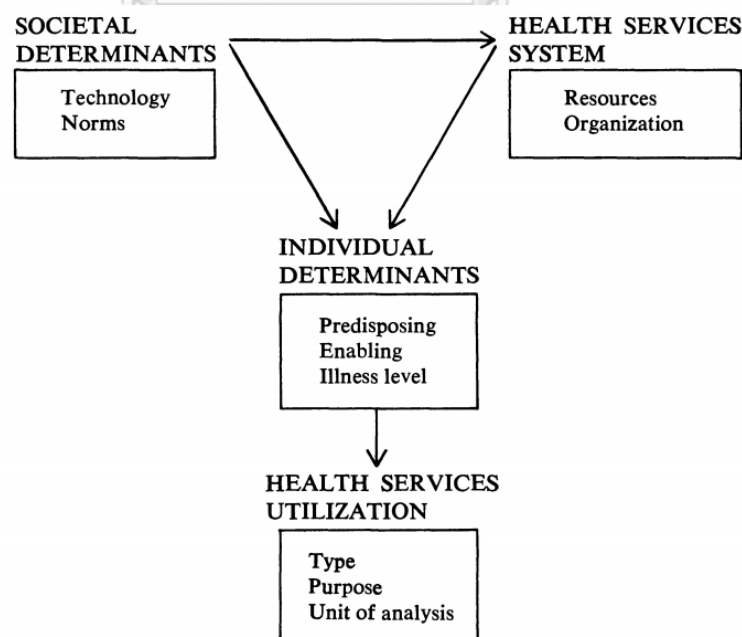 SOCIETAL
DETERMINANTS
Technology
Norms
HEALTH SERVICES
SYSTEM
Resources
Organization
INDIVIDUAL
DETERMINANTS
Predisposing
Enabling
Illness level
HEALTH SERVICES
UTILIZATION
Type
Purpose
Unit of analysis